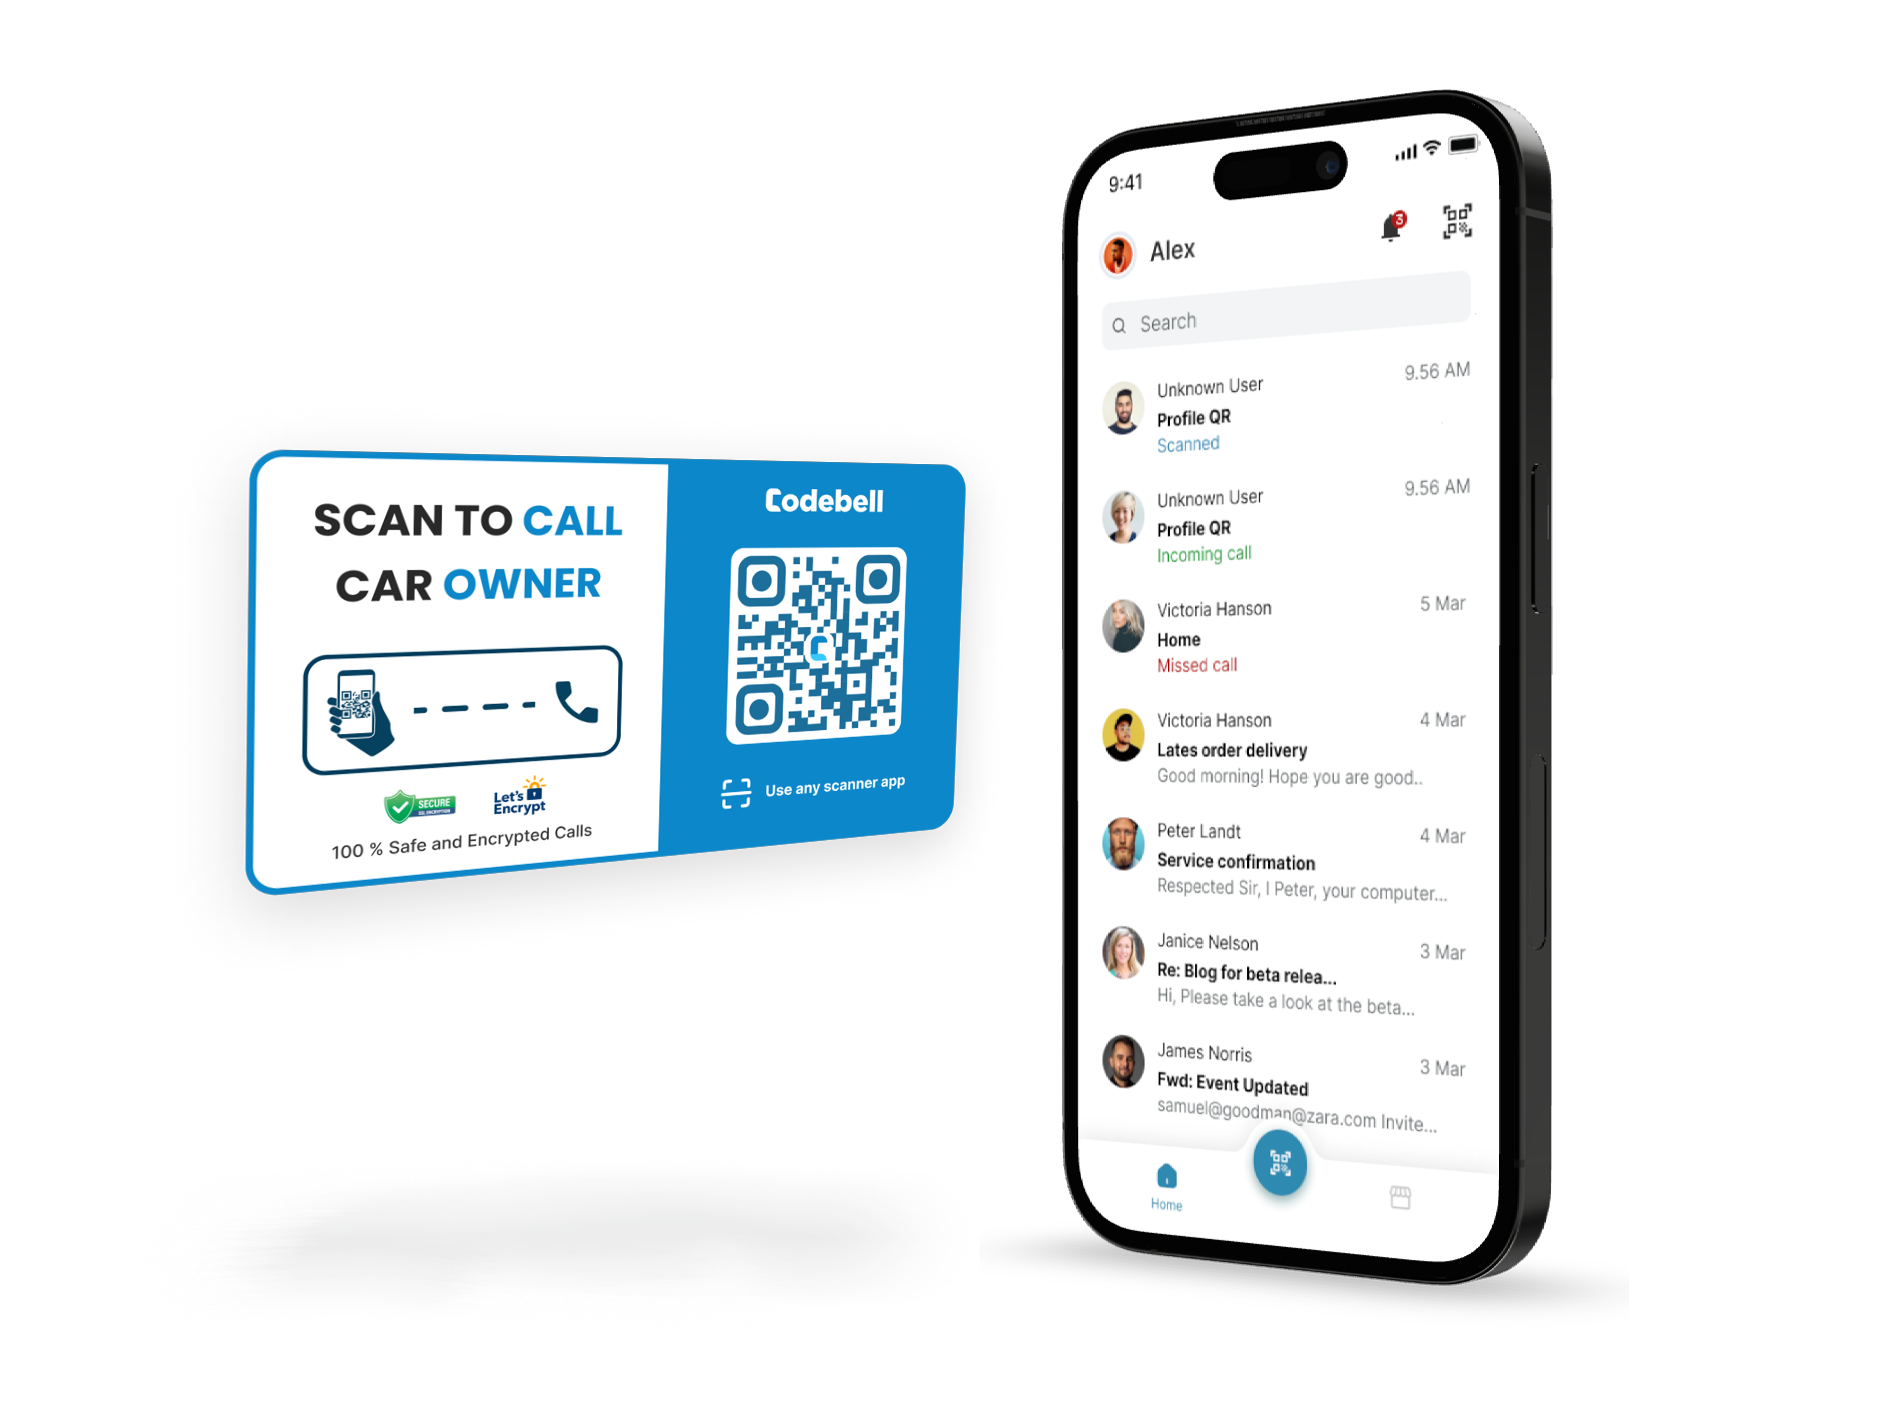 SCAN TO CALL
CAR OWNER
SECURE
SSL ENCRYPTION
Let's
Encrypt
100 % Safe and Encrypted Calls
Codebell
Use any scanner app
9:41
Alex
3
Search
Unknown User
9.56 AM
Profile QR
Scanned
Unknown User
9.56 AM
Profile QR
Incoming call
Victoria Hanson
5 Mar
Home
Missed call
Victoria Hanson
4 Mar
Lates order delivery
Good morning! Hope you are good..
Peter Landt
4 Mar
Service confirmation
Respected Sir, I Peter, your computer...
Janice Nelson
3 Mar
Re: Blog for beta relea...
Hi, Please take a look at the beta...
James Norris
3 Mar
Fwd: Event Updated
samuel@goodman@zara.com Invite...
Home